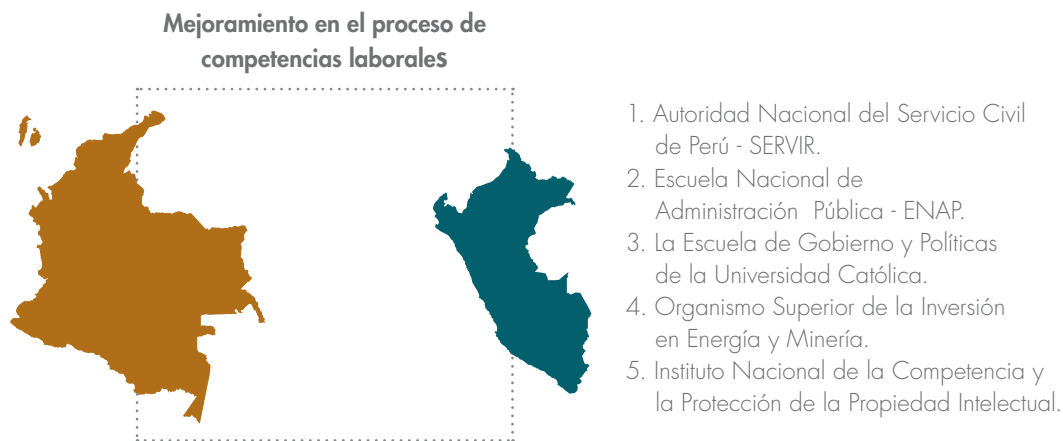 Mejoramiento en el proceso de
competencias laborales
1. Autoridad Nacional del Servicio Civil
de Perú - SERVIR.
2. Escuela Nacional de
Administración Pública - ENAP.
3. La Escuela de Gobierno y Políticas
de la Universidad Católica.
4. Organismo Superior de la Inversión
en Energía y Minería.
5. Instituto Nacional de la Competencia y
la Protección de la Propiedad Intelectual.